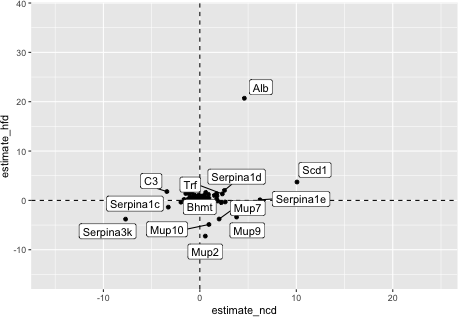 40
30
20
10
0
-10
estimate_hfd
Alb
Scd1
C3
Trf
Serpina1d
Serpina1c
Bhmt
Mup7
Serpina1e
Serpina3k
Mup10
Mup9
Mup2
-10
0
10
20
estimate_ncd